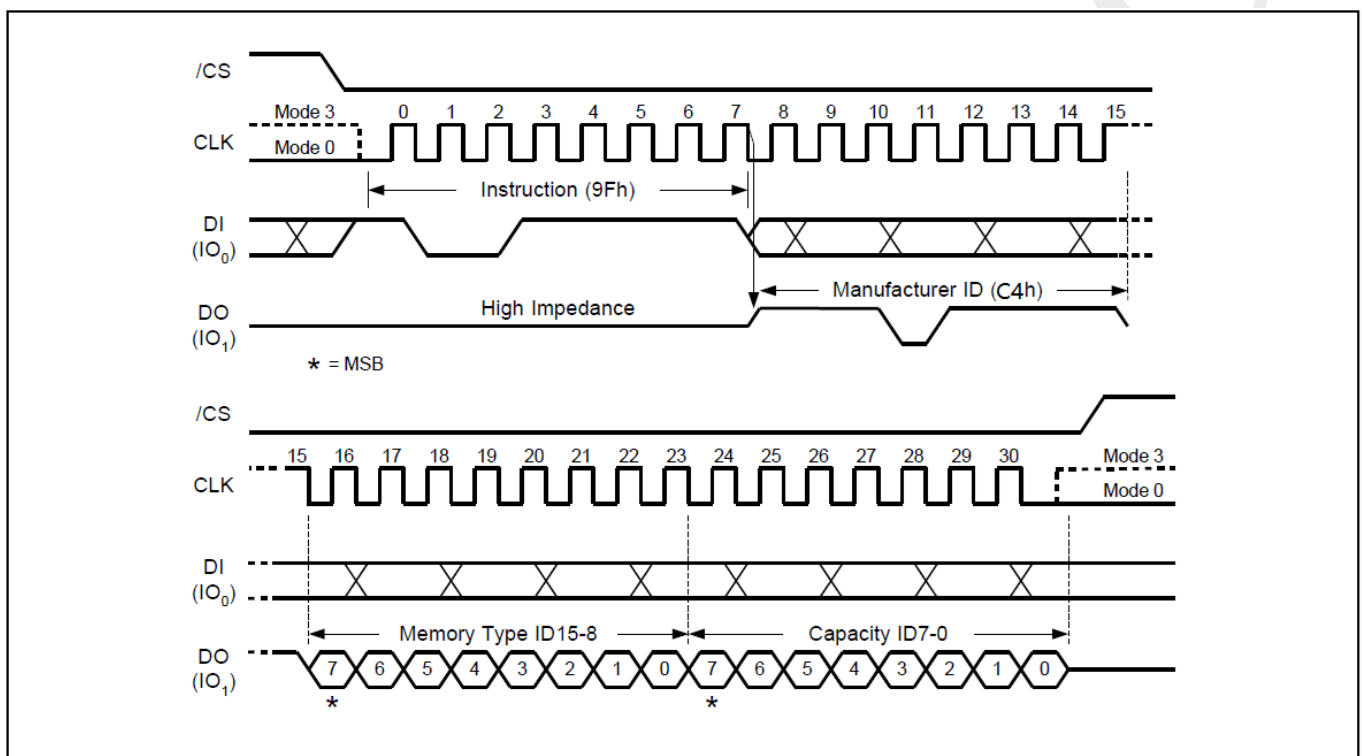 /CS
Mode 3 0 1 2 3 4 5 6 7 8 9 10 11 12 13 14 15
CLK
Mode 0
Instruction (9Fh)
DI
(IO0)
Manufacturer ID (C4h)
High Impedance
DO
(IO1)
* = MSB
/CS
15 16 17 18 19 20 21 22 23 24 25 26 27 28 29 30 Mode 3
CLK
Mode 0
DI
(IO0)
Memory Type ID15-8 Capacity ID7-0
DO
7 6 5 4 3 2 1 0 7 6 5 4 3 2 1 0
(IO1)
* *